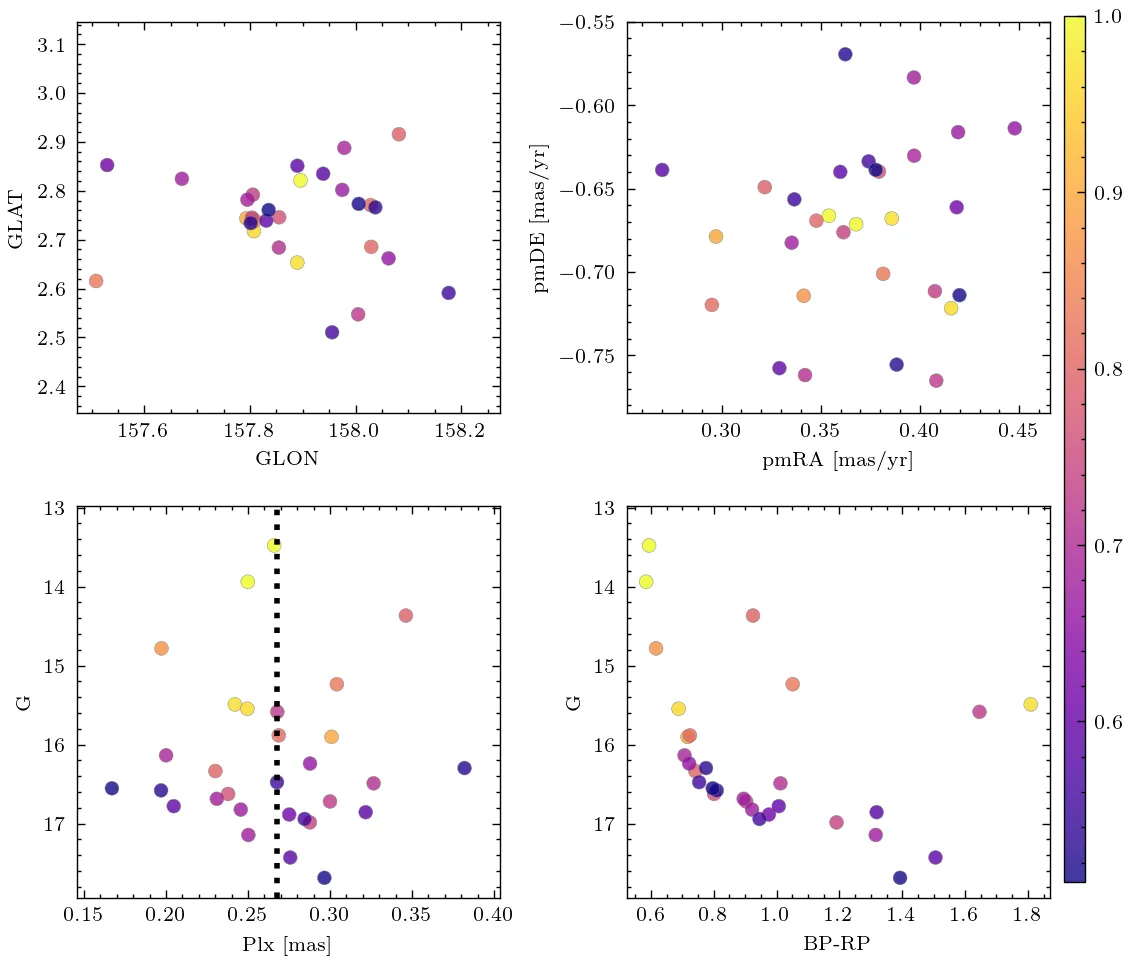 3.1
3.0
2.9
2.8
2.7
2.6
2.5
2.4
GLAT
157.6 157.8 158.0 158.2
GLON
−0.55
−0.60
−0.65
−0.70
−0.75
pmDE [mas/yr]
0.30 0.35 0.40 0.45
pmRA [mas/yr]
1.0
0.9
0.8
0.7
0.6
13
14
15
16
17
G
0.15 0.20 0.25 0.30 0.35 0.40
Plx [mas]
13
14
15
16
17
G
0.6 0.8 1.0 1.2 1.4 1.6 1.8
BP-RP